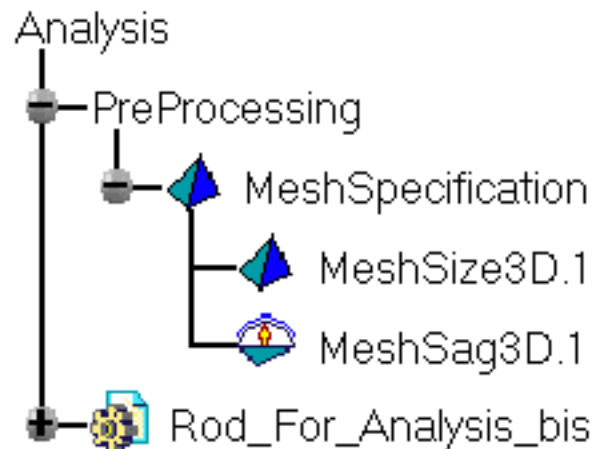 Analysis
PreProcessing
MeshSpecification
MeshSize3D.1
MeshSag3D.1
Rod_For_Analysis_bis